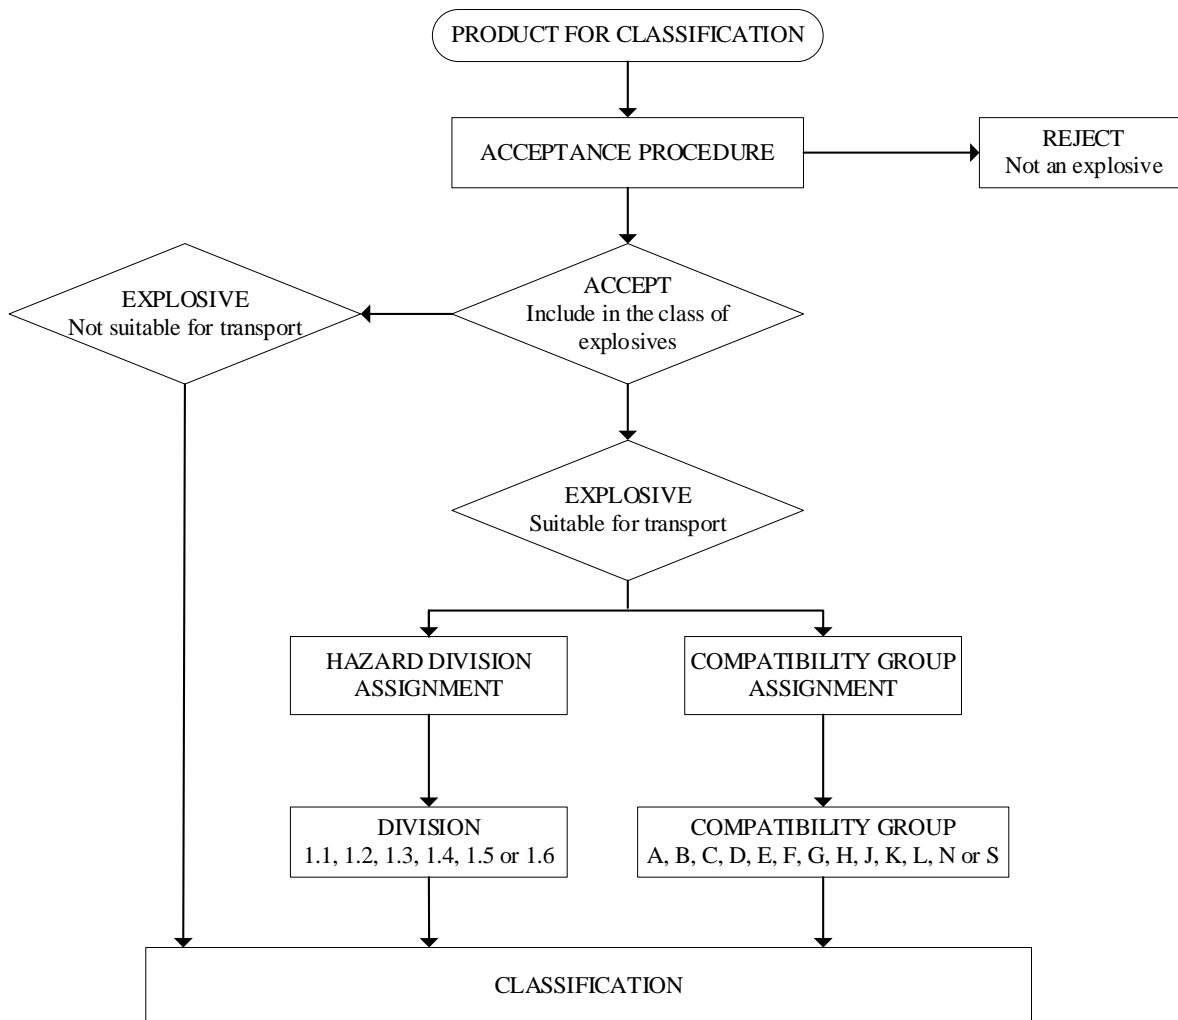 PRODUCT FOR CLASSIFICATION
ACCEPTANCE PROCEDURE
REJECT
Not an explosive
ACCEPT
Include in the class of
explosives
EXPLOSIVE
Not suitable for transport
EXPLOSIVE
Suitable for transport
HAZARD DIVISION
ASSIGNMENT
COMPATIBILITY GROUP
ASSIGNMENT
DIVISION
1.1, 1.2, 1.3, 1.4, 1.5 or 1.6
COMPATIBILITY GROUP
A, B, C, D, E, F, G, H, J, K, L, N or S
CLASSIFICATION